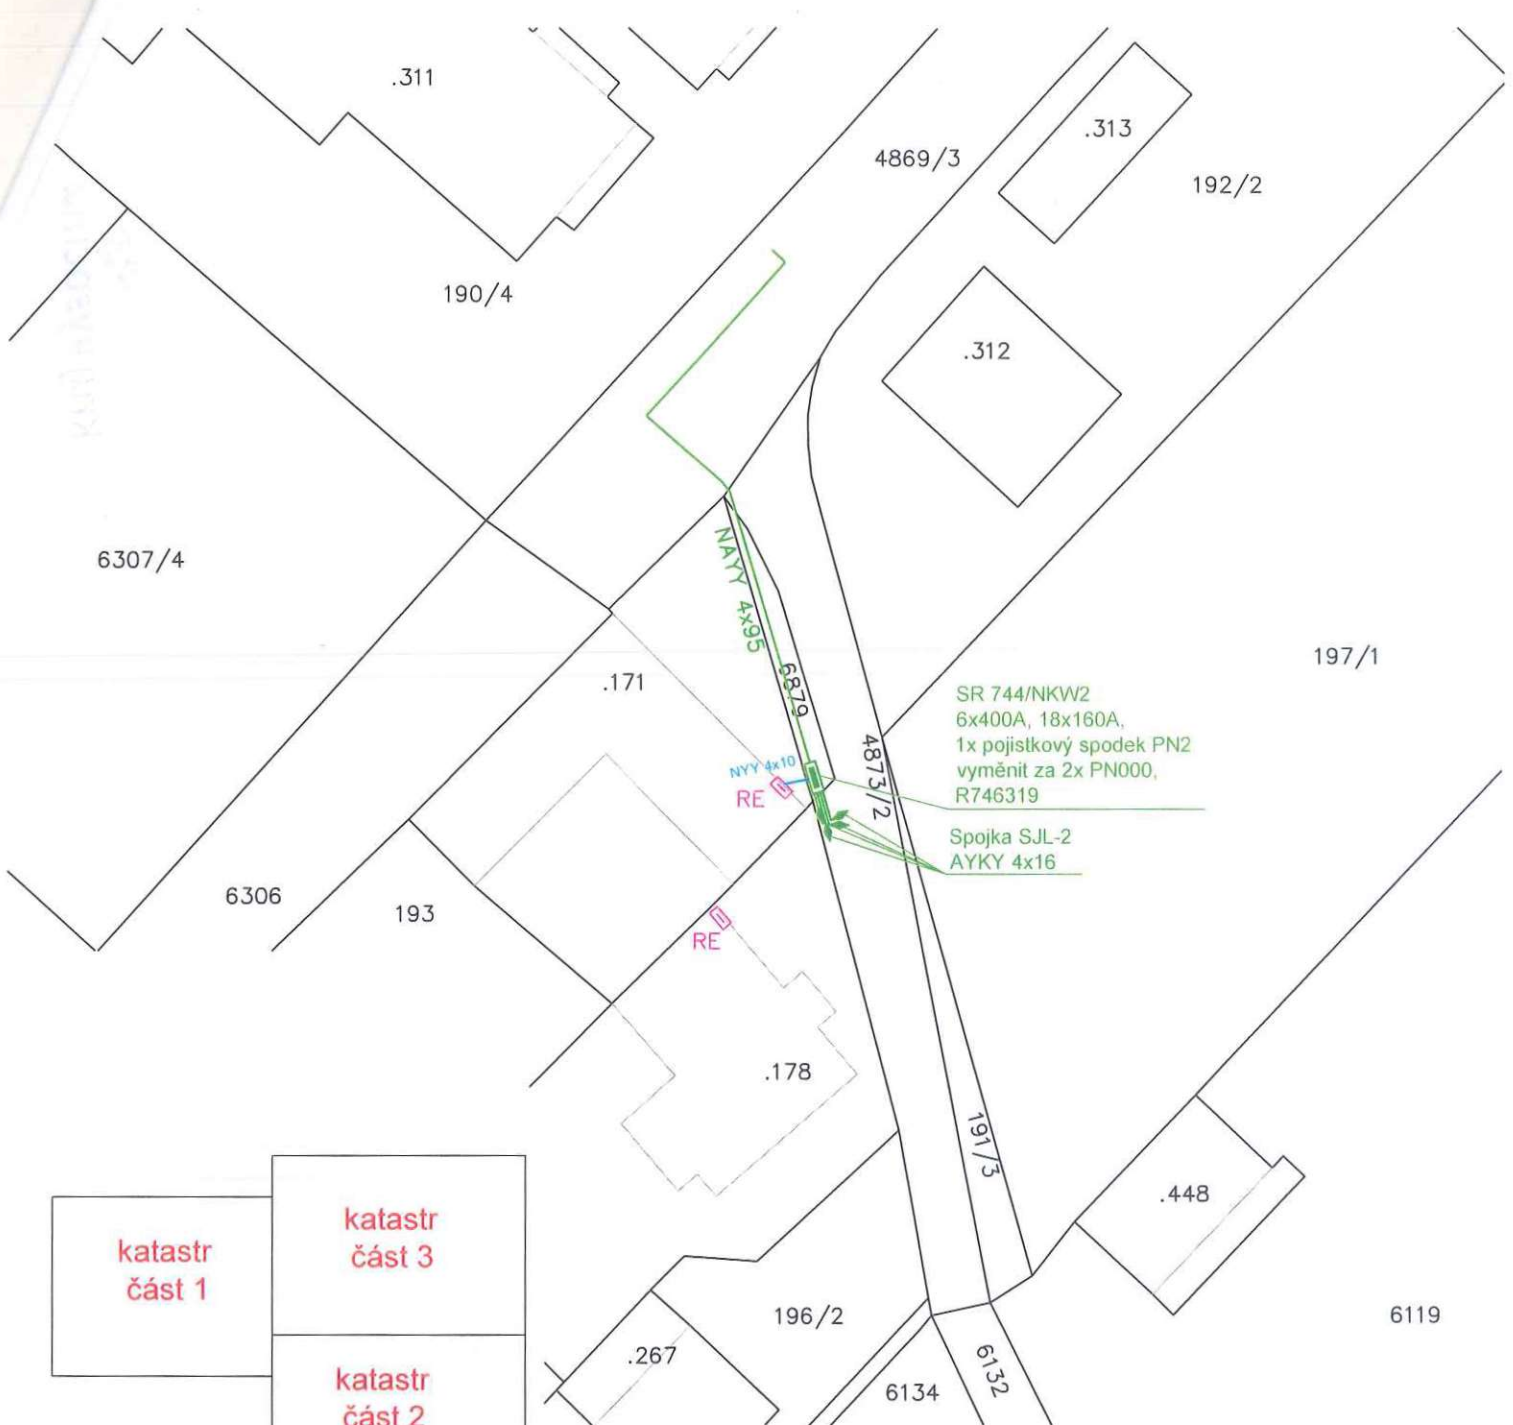 .311
4869/3
.313
192/2
190/4
.312
6307/4
NAYY 4x95
197/1
.171
6879
SR 744/NKW2
6x400A, 18x160A,
1x pojistkový spodek PN2
vyměnit za 2x PN000,
R746319
4873/2
NYY 4x10
RE
Spojka SJL-2
AYKY 4x16
6306
193
RE
.178
191/3
.448
katastr
část 3
katastr
část 1
196/2
6119
.267
6132
katastr
část 2
6134